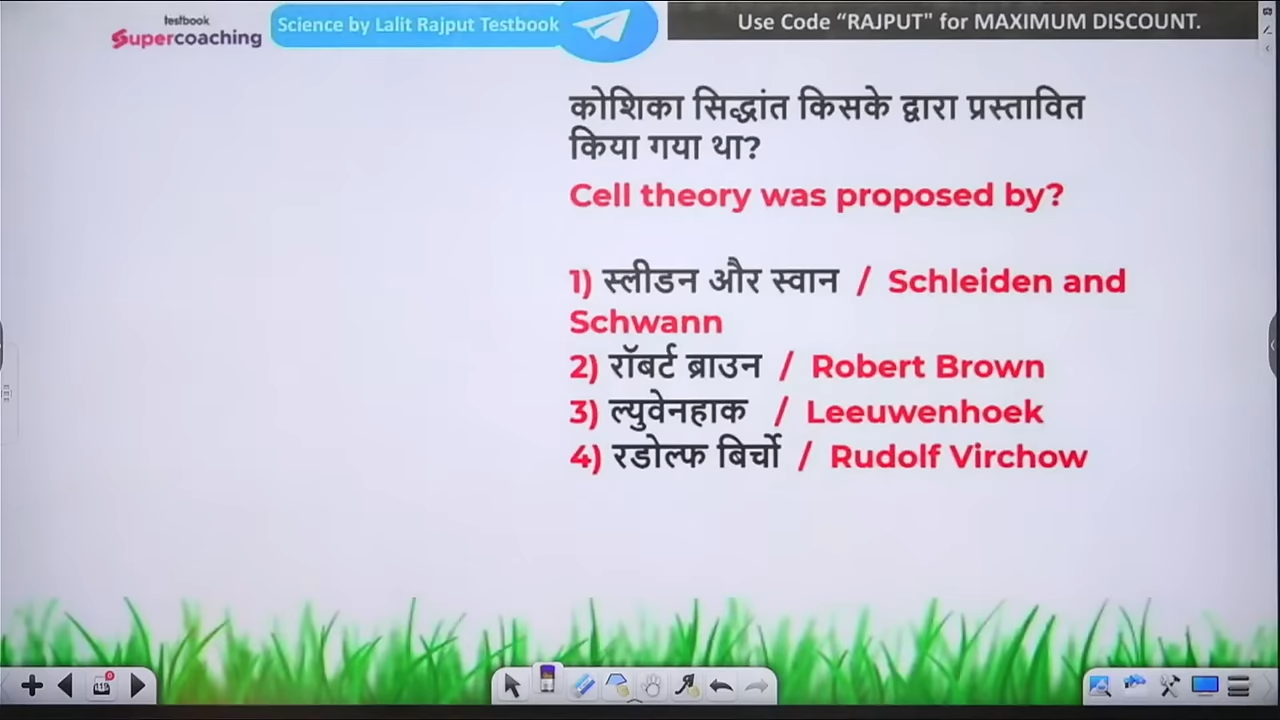 testbook
Supercoaching
Science by Lalit Rajput Testbook
Use Code “RAJPUT" for MAXIMUM DISCOUNT.
कोशिका सिद्धांत किसके द्वारा प्रस्तावित
किया गया था?
Cell theory was proposed by?
1) स्लीडन और स्वान / Schleiden and
Schwann
2) रॉबर्ट ब्राउन / Robert Brown
3) ल्युवेनहाक / Leeuwenhoek
4) रडोल्फ बिर्चो / Rudolf Virchow